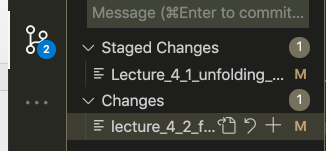 Message (⌘Enter to commit...
2
Staged Changes 1
Lecture_4_1_unfolding_... M
Changes 1
lecture_4_2_f... M